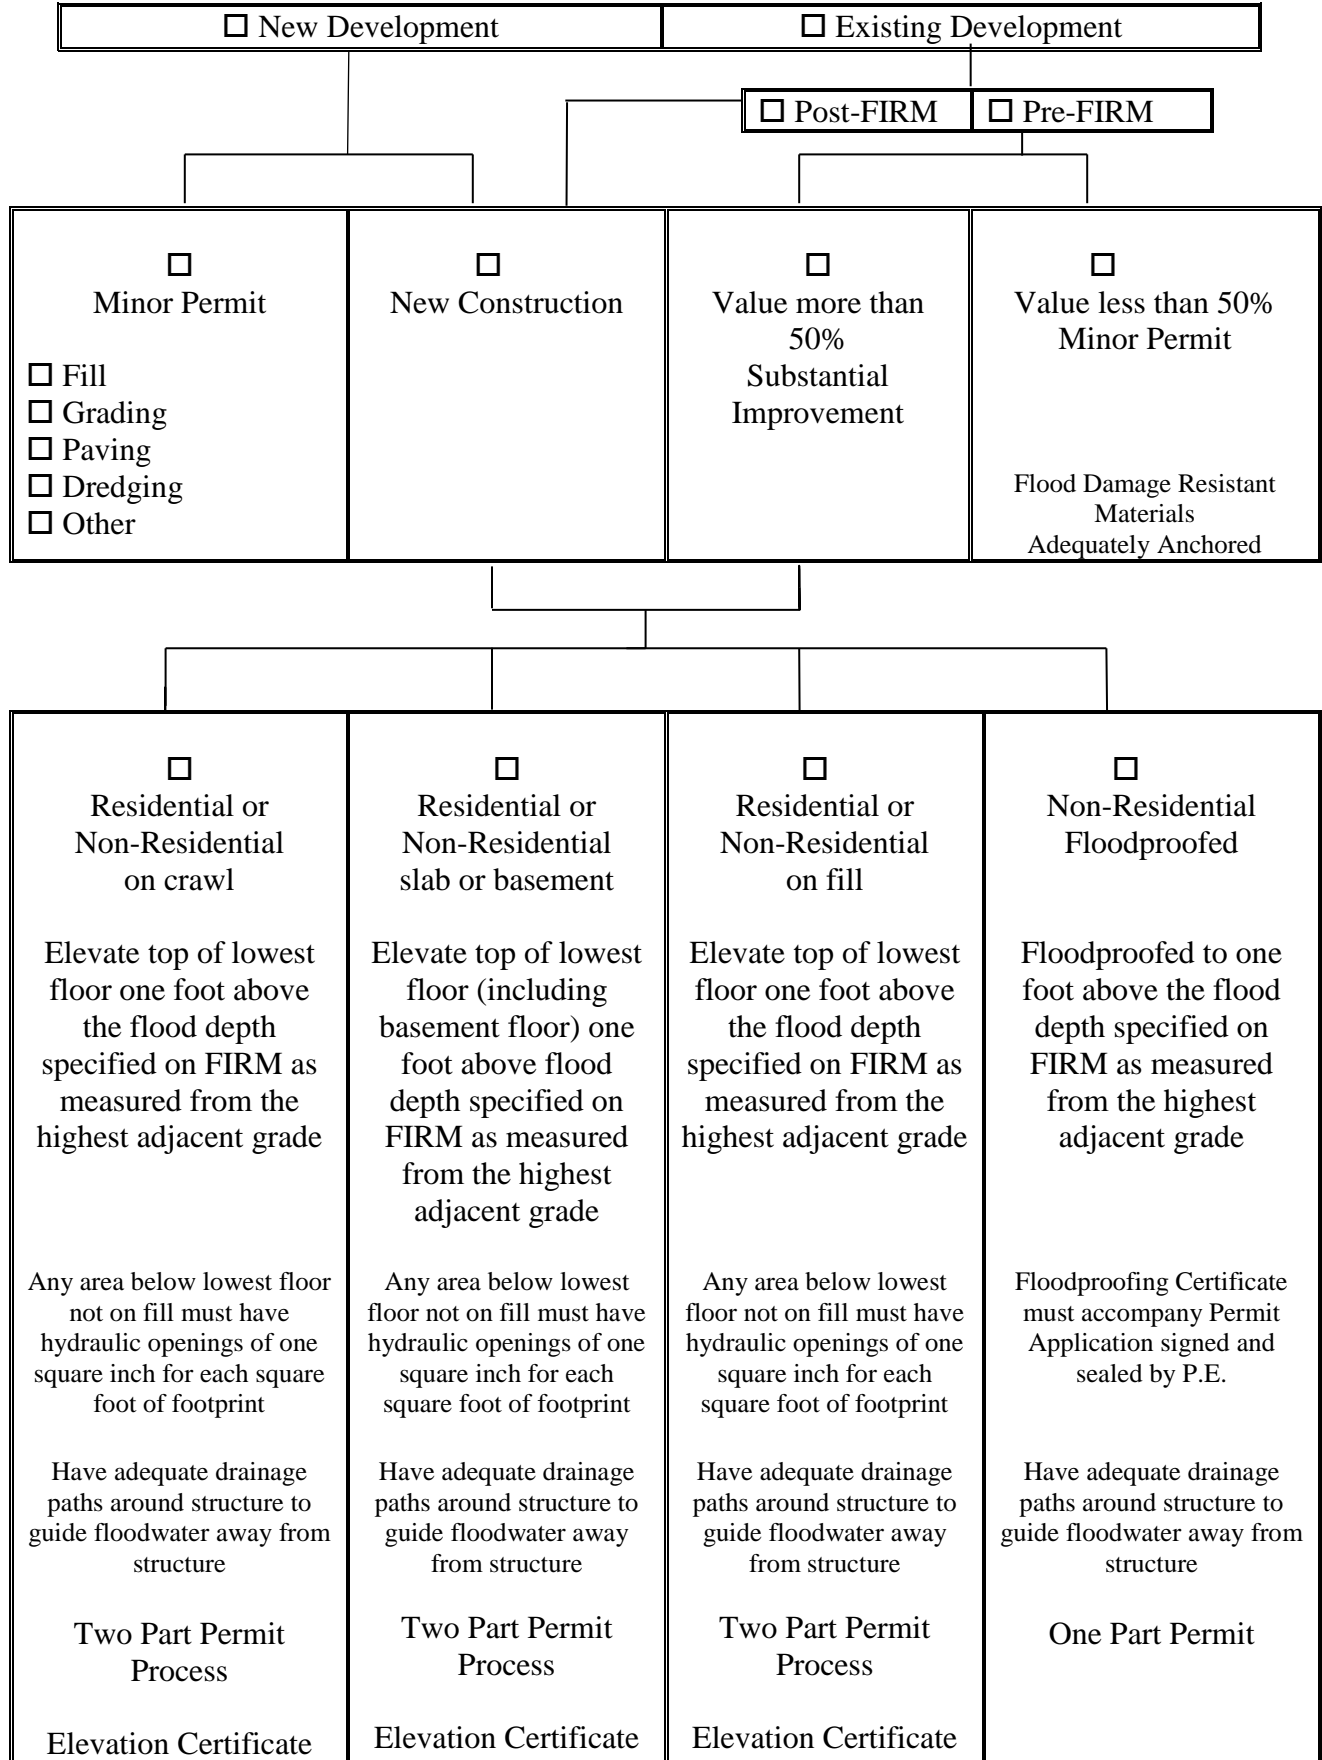 ☐ New Development
☐ Existing Development
☐ Post-FIRM
☐ Pre-FIRM
☐
Minor Permit
☐ Fill
☐ Grading
☐ Paving
☐ Dredging
☐ Other
☐
New Construction
☐
Value more than
50%
Substantial
Improvement
☐
Value less than 50%
Minor Permit
Flood Damage Resistant
Materials
Adequately Anchored
☐
Residential or
Non-Residential
on crawl
Elevate top of lowest
floor one foot above
the flood depth
specified on FIRM as
measured from the
highest adjacent grade
Any area below lowest floor
not on fill must have
hydraulic openings of one
square inch for each square
foot of footprint
Have adequate drainage
paths around structure to
guide floodwater away from
structure
Two Part Permit
Process
Elevation Certificate
☐
Residential or
Non-Residential
slab or basement
Elevate top of lowest
floor (including
basement floor) one
foot above flood
depth specified on
FIRM as measured
from the highest
adjacent grade
Any area below lowest
floor not on fill must have
hydraulic openings of one
square inch for each
square foot of footprint
Have adequate drainage
paths around structure to
guide floodwater away
from structure
Two Part Permit
Process
Elevation Certificate
☐
Residential or
Non-Residential
on fill
Elevate top of lowest
floor one foot above
the flood depth
specified on FIRM as
measured from the
highest adjacent grade
Any area below lowest
floor not on fill must have
hydraulic openings of one
square inch for each
square foot of footprint
Have adequate drainage
paths around structure to
guide floodwater away
from structure
Two Part Permit
Process
Elevation Certificate
☐
Non-Residential
Floodproofed
Floodproofed to one
foot above the flood
depth specified on
FIRM as measured
from the highest
adjacent grade
Floodproofing Certificate
must accompany Permit
Application signed and
sealed by P.E.
Have adequate drainage
paths around structure to
guide floodwater away from
structure
One Part Permit